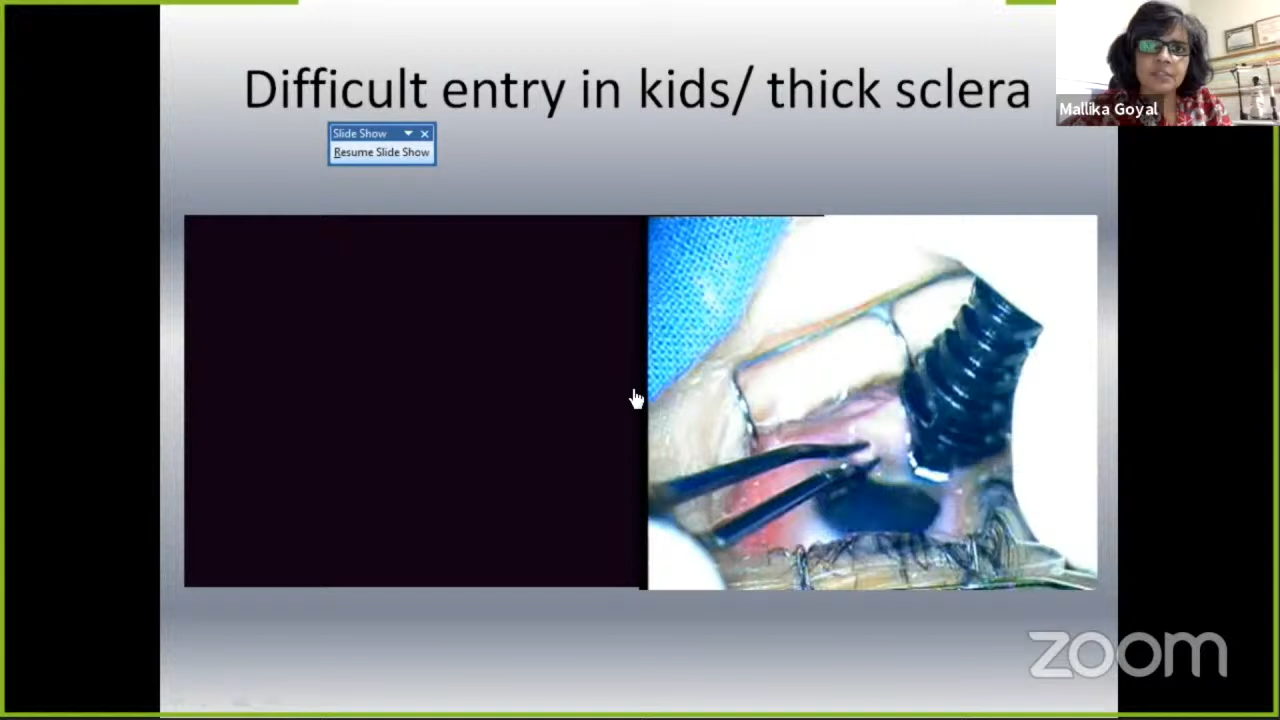 Difficult entry in kids/ thick sclera
Mallika Goyal
Slide Show
Resume Slide Show
zoom